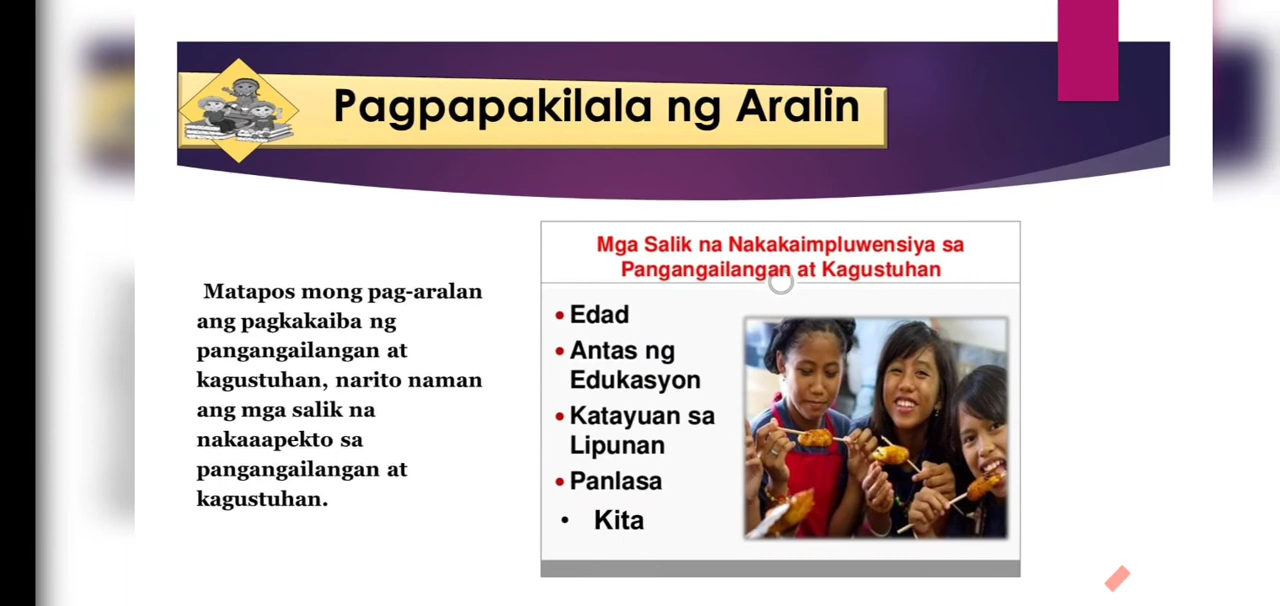 Pagpapakilala ng Aralin
Matapos mong pag-aralan
ang pagkakaiba ng
pangangailangan at
kagustuhan, narito naman
ang mga salik na
nakaaapekto sa
pangangailangan at
kagustuhan.
Mga Salik na Nakakaimpluwensiya sa
Pangangailangan at Kagustuhan
• Edad
• Antas ng
Edukasyon
• Katayuan sa
Lipunan
• Panlasa
• Kita